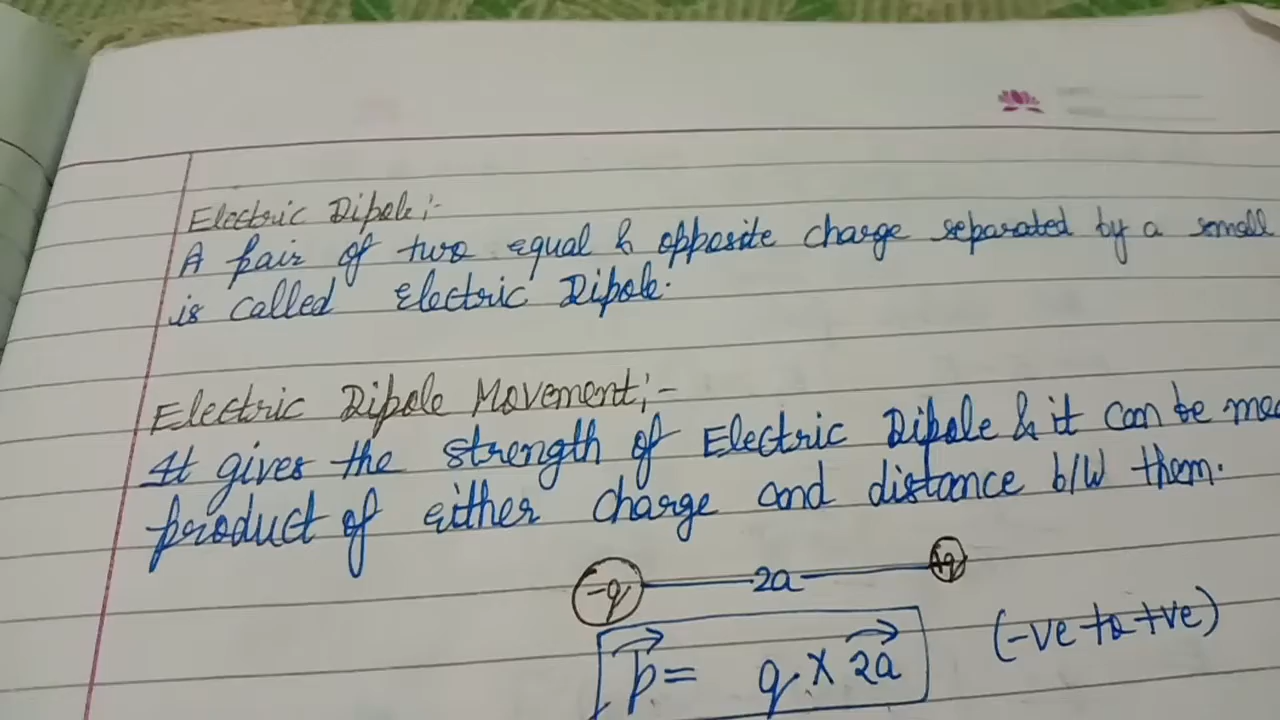 Electric Dipole:-
A pair of two equal & opposite charge separated by a small
is called Electric Dipole.
Electric Dipole Movement:-
It gives the strength of Electric Dipole & it can be mea
product of either charge and distance b/w them.
-q 2a +q
p⃗ = q × 2a⃗ (-ve to +ve)